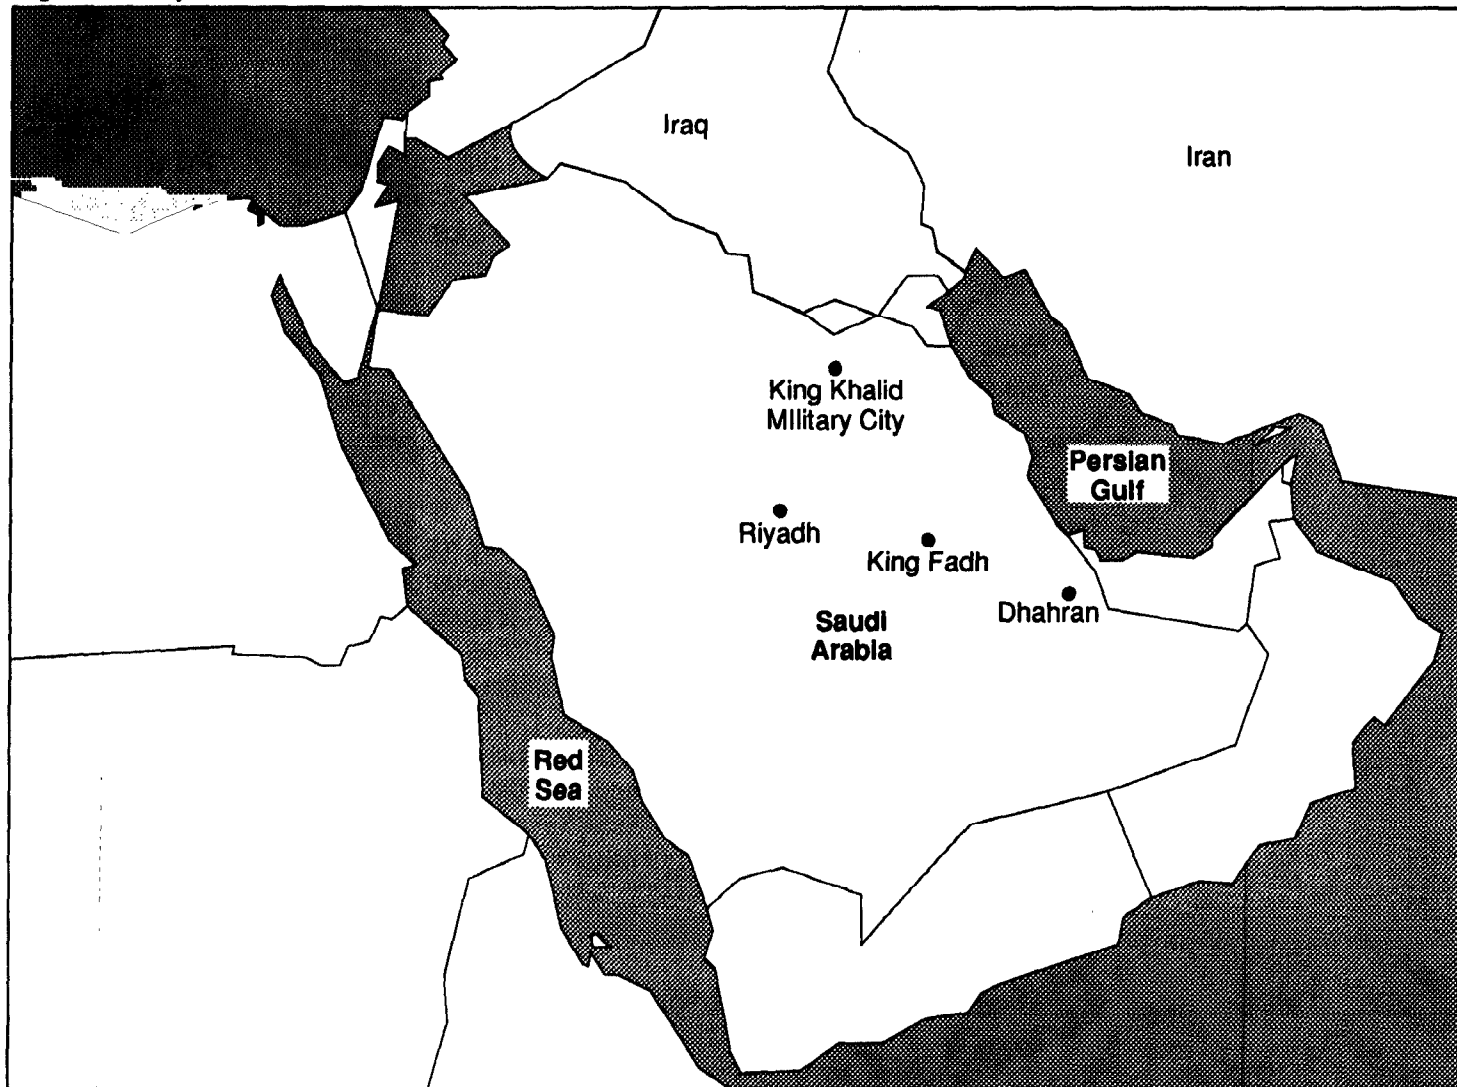 Iraq
Iran
King Khalid
MIlitary City
Persian
Gulf
Riyadh
King Fadh
Dhahran
Saudi
Arabia
Red
Sea